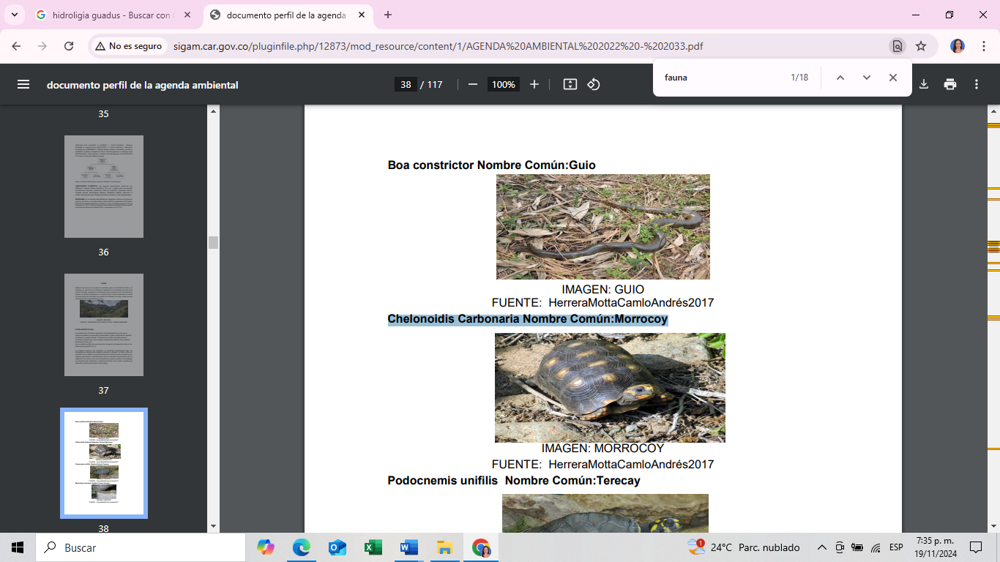 hidroligia guadus - Buscar con
documento perfil de la agenda
No es seguro
sigam.car.gov.co/pluginfile.php/12873/mod_resource/content/1/AGENDA%20AMBIENTAL%202022%20-%202033.pdf
fauna
1/18
documento perfil de la agenda ambiental
38 / 117
100%
35
36
37
38
Boa constrictor Nombre Común:Guio
IMAGEN: GUIO
FUENTE: HerreraMottaCamloAndrés2017
Chelonoidis Carbonaria Nombre Común:Morrocoy
IMAGEN: MORROCOY
FUENTE: HerreraMottaCamloAndrés2017
Podocnemis unifilis Nombre Común:Terecay
Buscar
1
24°C Parc. nublado
ESP
7:35 p. m.
19/11/2024